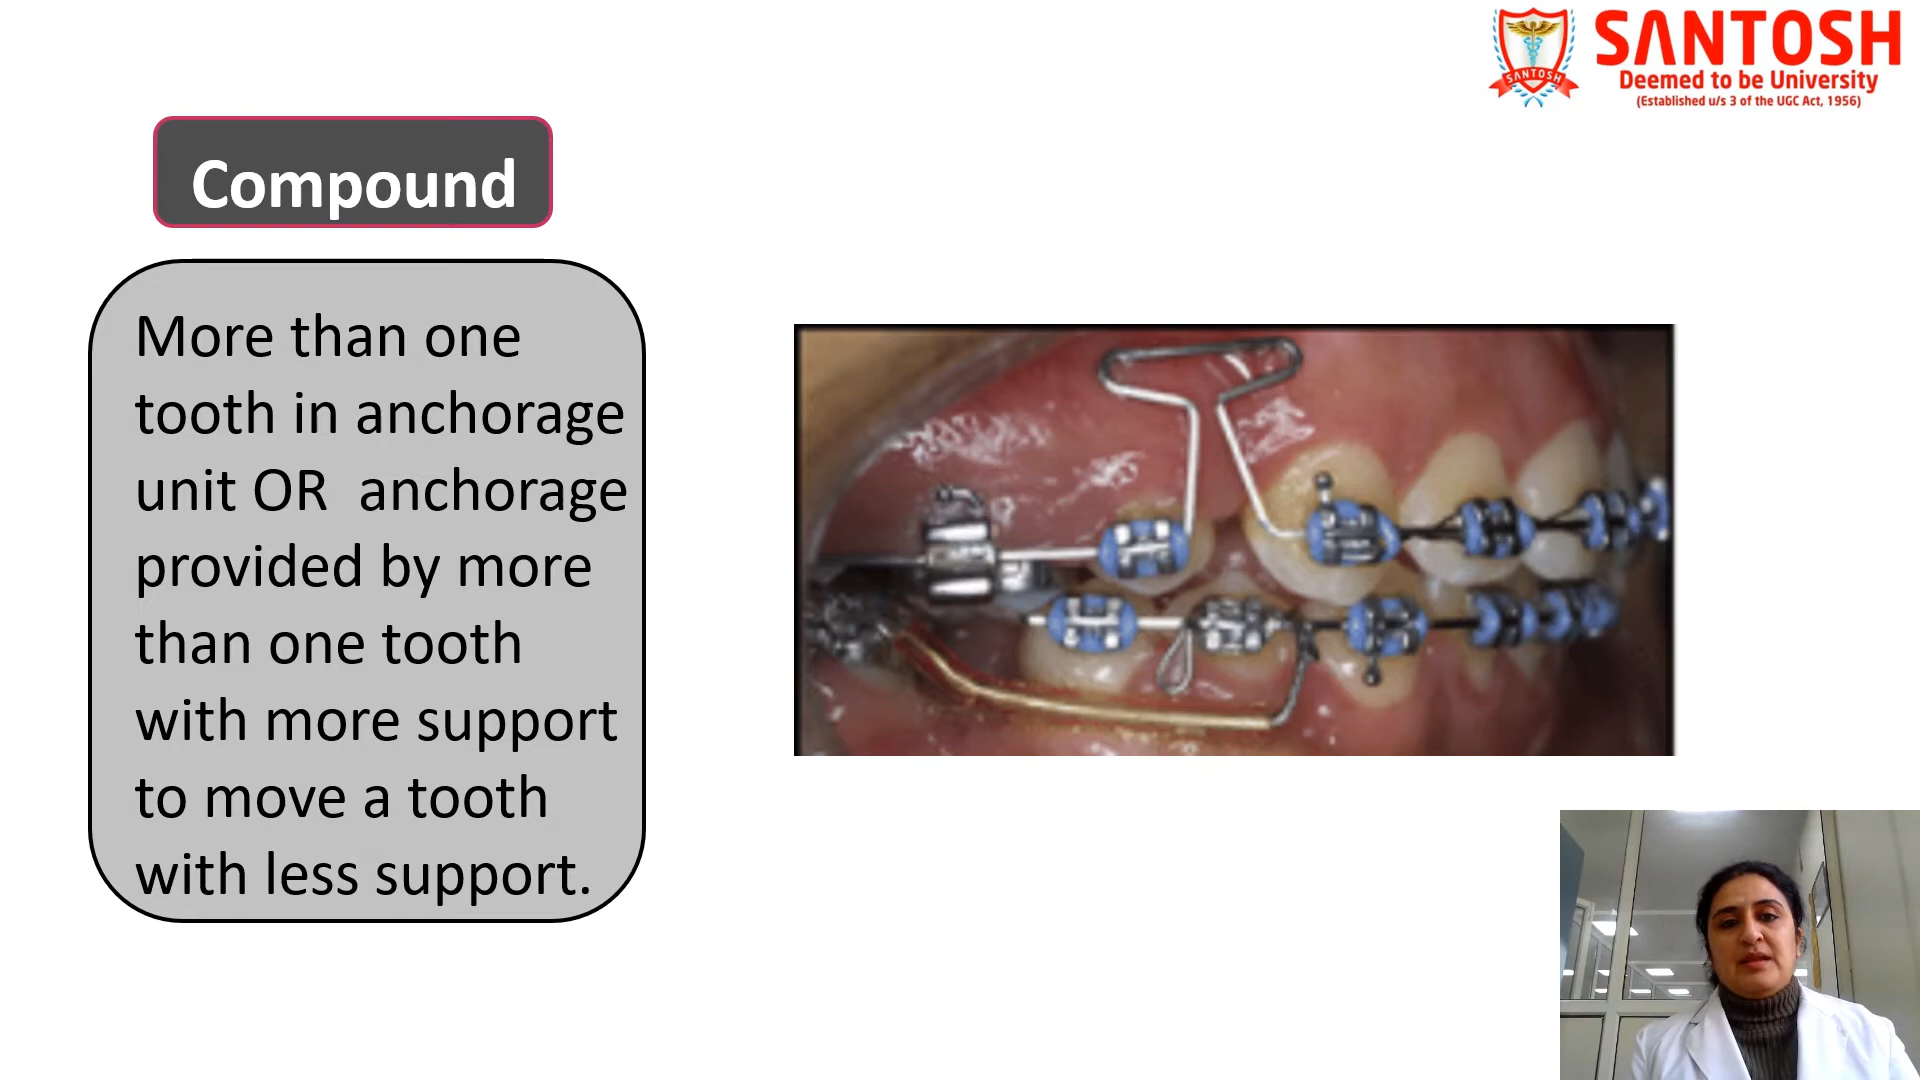 SANTOSH
Deemed to be University
(Established u/s 3 of the UGC Act, 1956)
SANTOSH
Compound
More than one
tooth in anchorage
unit OR  anchorage
provided by more
than one tooth
with more support
to move a tooth
with less support.